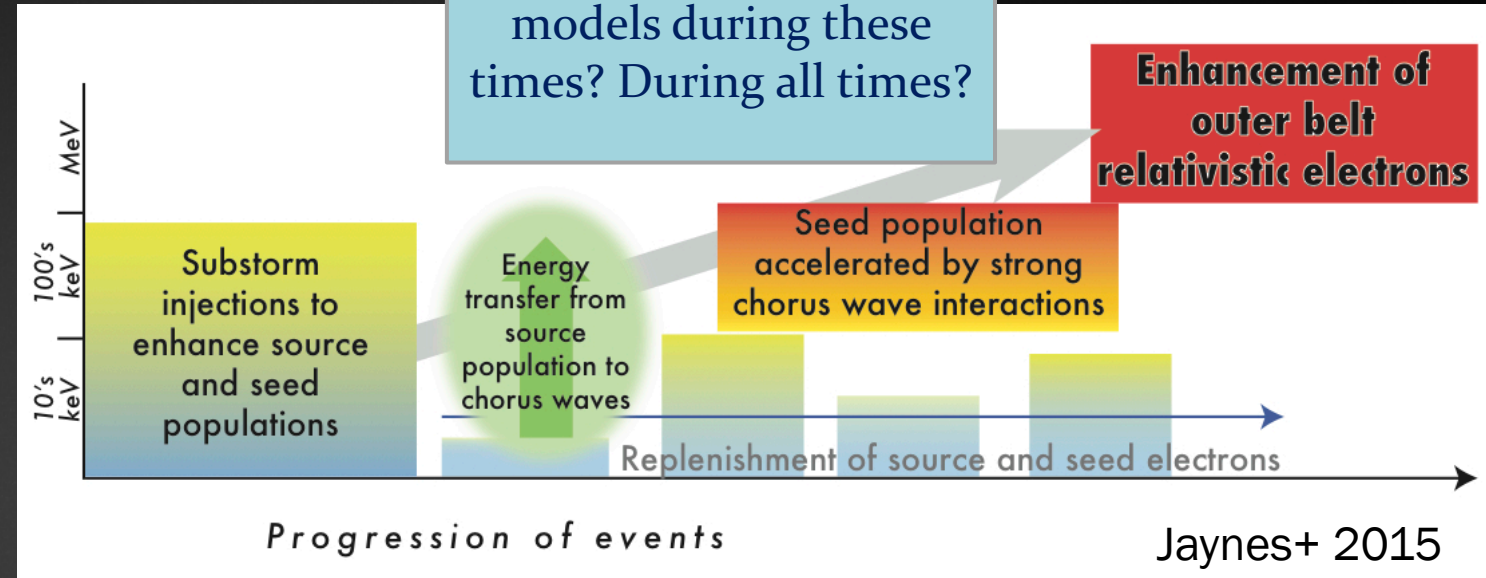 models during these
times? During all times?
Enhancement of
outer belt
relativistic electrons
MeV
100's
keV
10's
keV
Substorm
injections to
enhance source
and seed
populations
Energy
transfer from
source
population to
chorus waves
Seed population
accelerated by strong
chorus wave interactions
Replenishment of source and seed electrons
Progression of events
Jaynes+ 2015